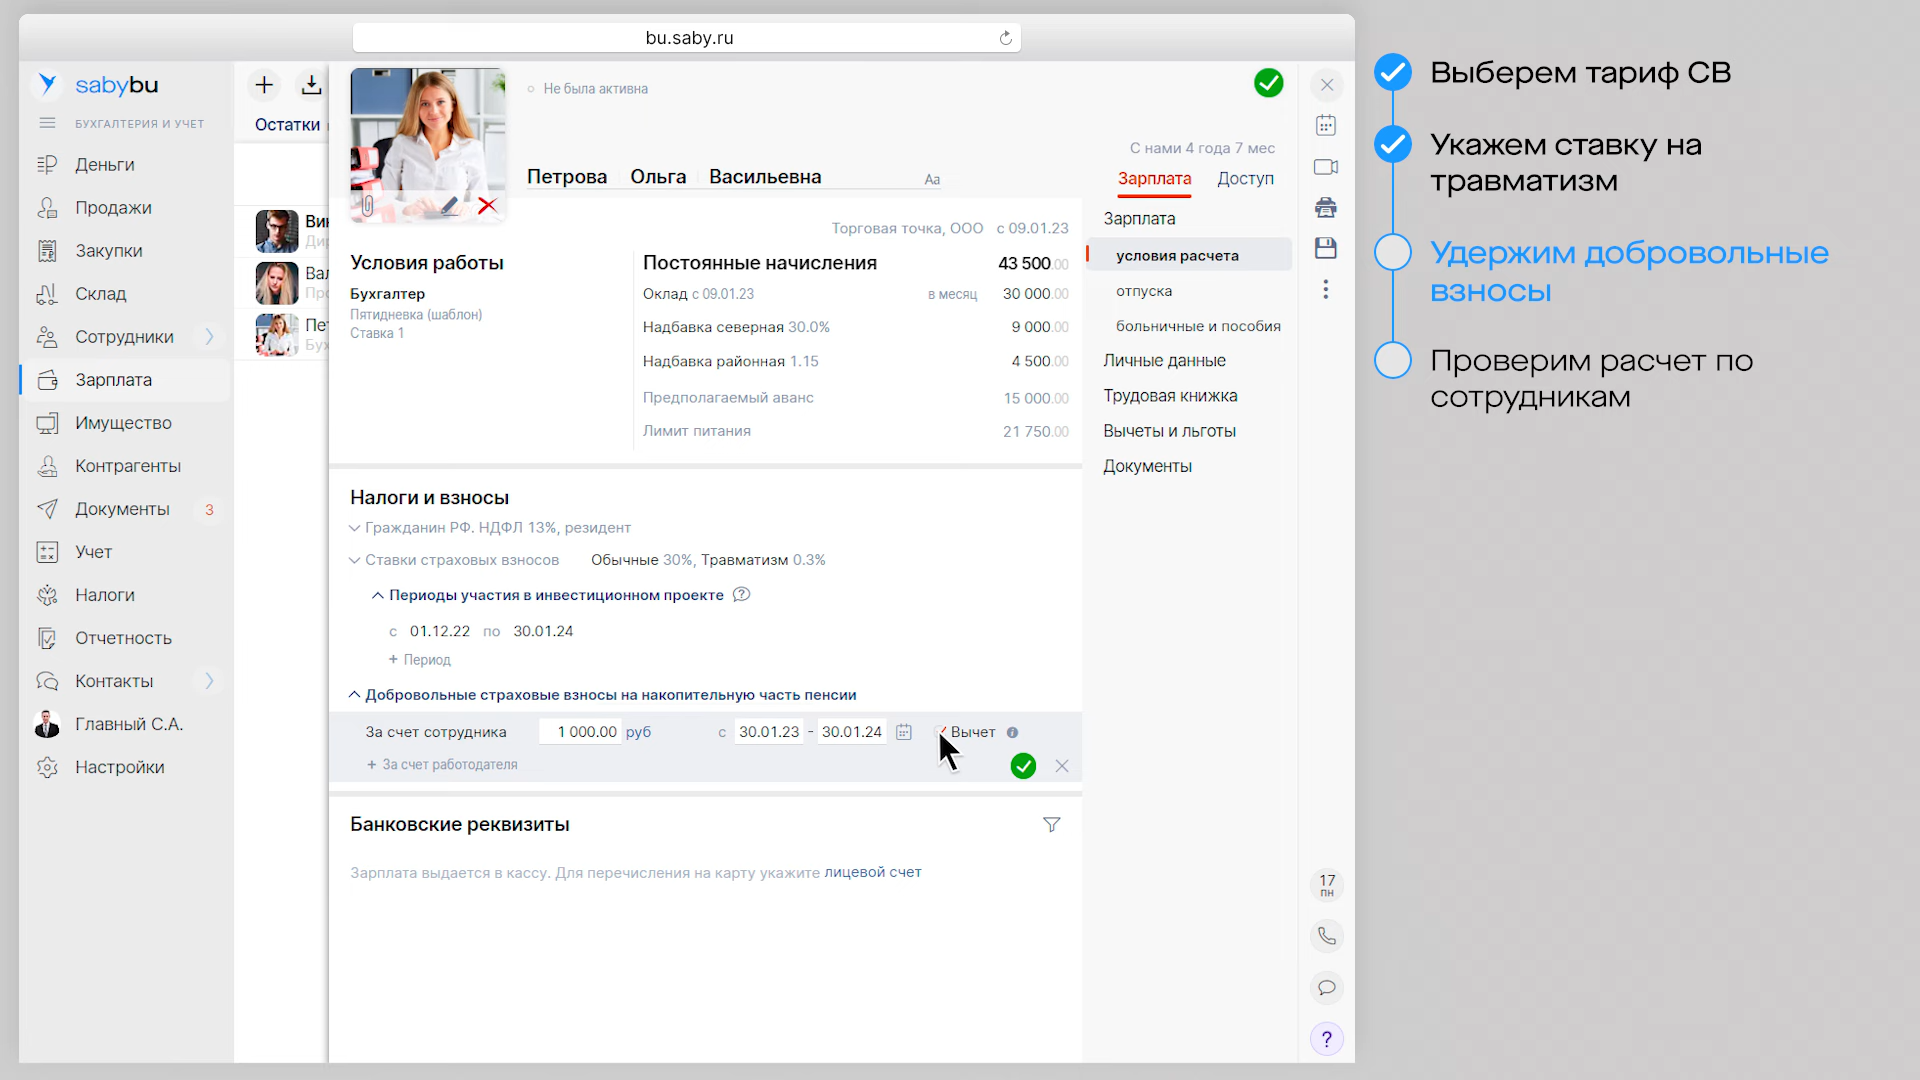 bu.saby.ru
sabybu
БУХГАЛТЕРИЯ И УЧЕТ
Деньги
Продажи
Закупки
Склад
Сотрудники
Зарплата
Имущество
Контрагенты
Документы 3
Учет
Налоги
Отчетность
Контакты
Главный С.А.
Настройки
Остатки
Не была активна
С нами 4 года 7 мес
Петрова Ольга Васильевна Aa
Зарплата Доступ
Торговая точка, ООО с 09.01.23
Условия работы
Бухгалтер
Пятидневка (шаблон)
Ставка 1
Постоянные начисления 43 500.00
Оклад с 09.01.23 в месяц 30 000.00
Надбавка северная 30.0% 9 000.00
Надбавка районная 1.15 4 500.00
Предполагаемый аванс 15 000.00
Лимит питания 21 750.00
Зарплата
условия расчета
отпуска
больничные и пособия
Личные данные
Трудовая книжка
Вычеты и льготы
Документы
Налоги и взносы
Гражданин РФ. НДФЛ 13%, резидент
Ставки страховых взносов Обычные 30%, Травматизм 0.3%
Периоды участия в инвестиционном проекте ?
с 01.12.22 по 30.01.24
+ Период
Добровольные страховые взносы на накопительную часть пенсии
За счет сотрудника 1 000.00 руб с 30.01.23 - 30.01.24 Вычет
+ За счет работодателя
Банковские реквизиты
Зарплата выдается в кассу. Для перечисления на карту укажите лицевой счет
17
ПН
?
Выберем тариф СВ
Укажем ставку на
травматизм
Удержим добровольные
взносы
Проверим расчет по
сотрудникам